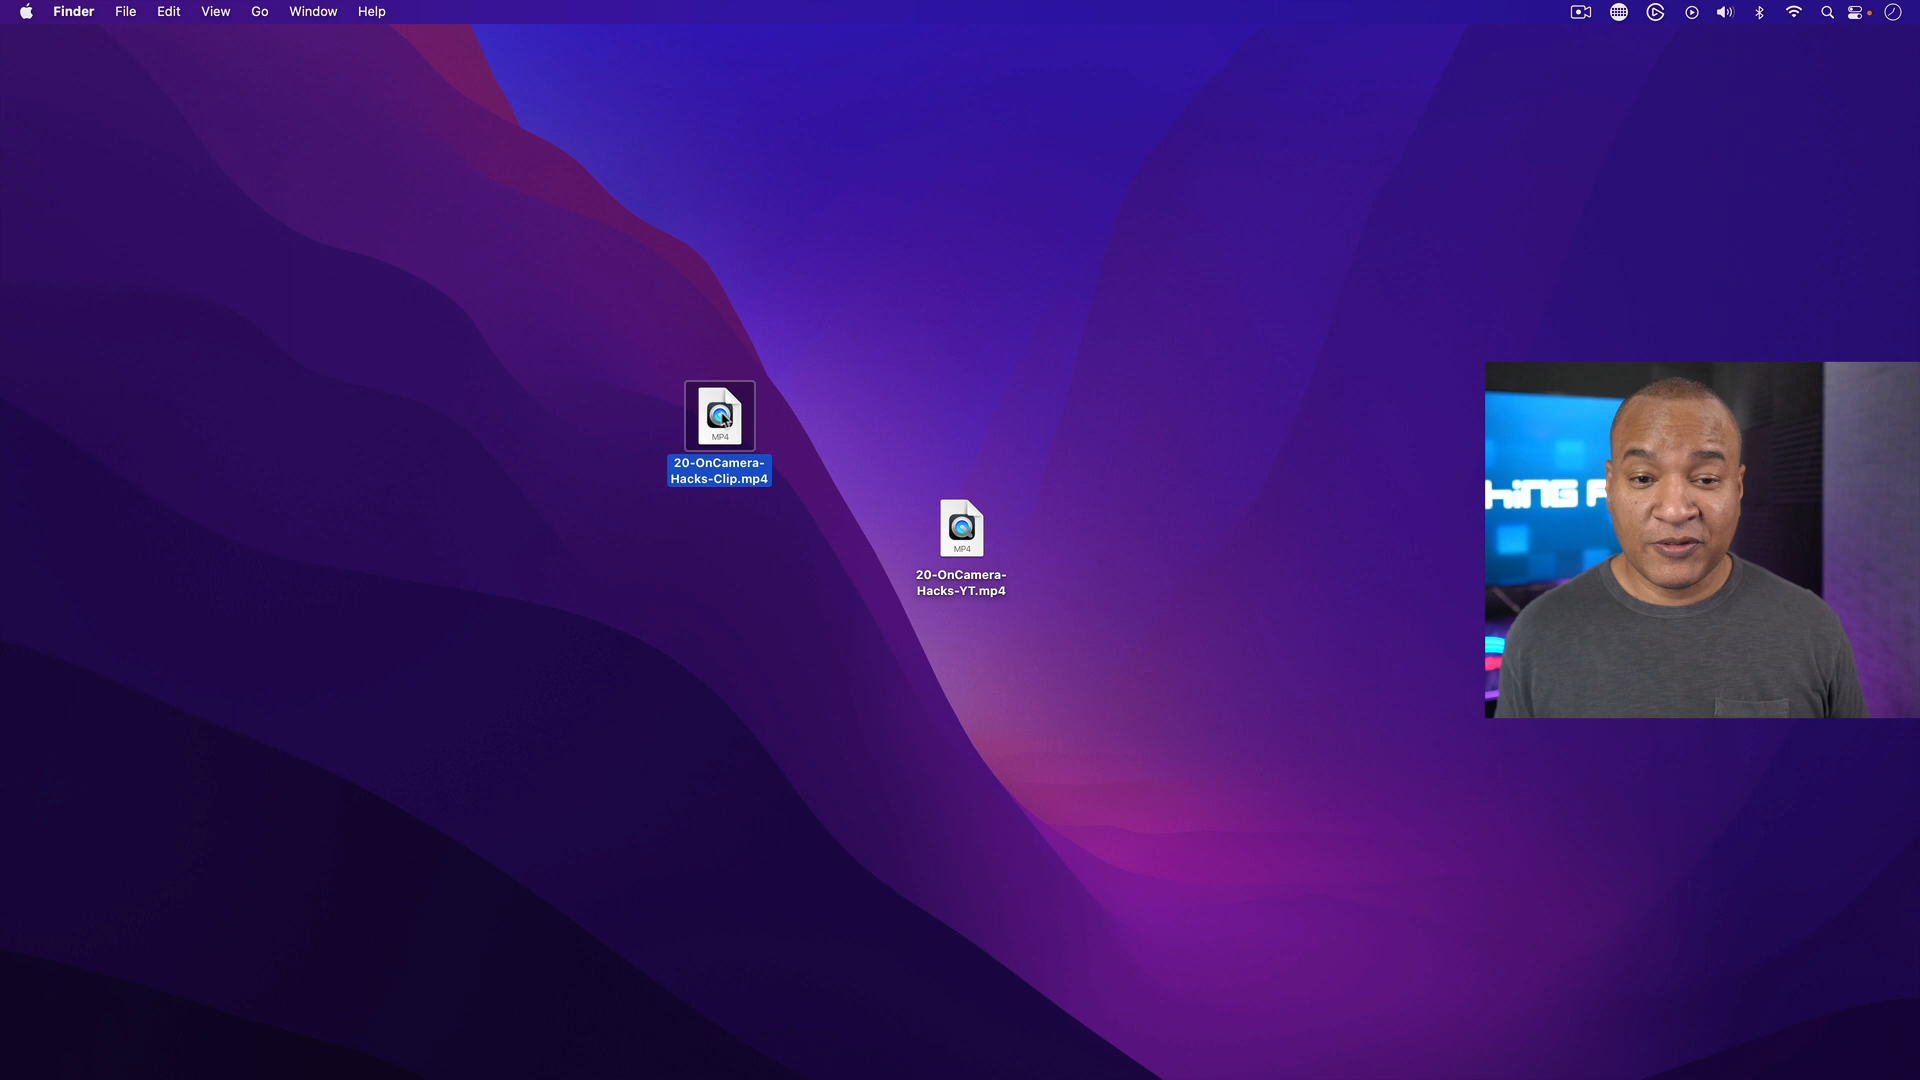 Finder File Edit View Go Window Help
MP4
20-OnCamera-
Hacks-Clip.mp4
MP4
20-OnCamera-
Hacks-YT.mp4